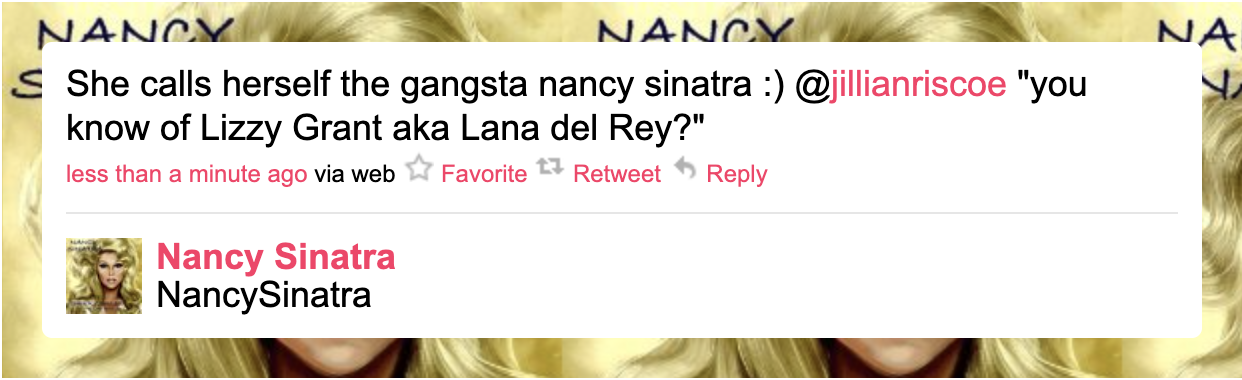 NANCY NANCY NA
She calls herself the gangsta nancy sinatra :) @jillianriscoe "you
know of Lizzy Grant aka Lana del Rey?"
less than a minute ago via web Favorite Retweet Reply
NANCY
Nancy Sinatra
NancySinatra